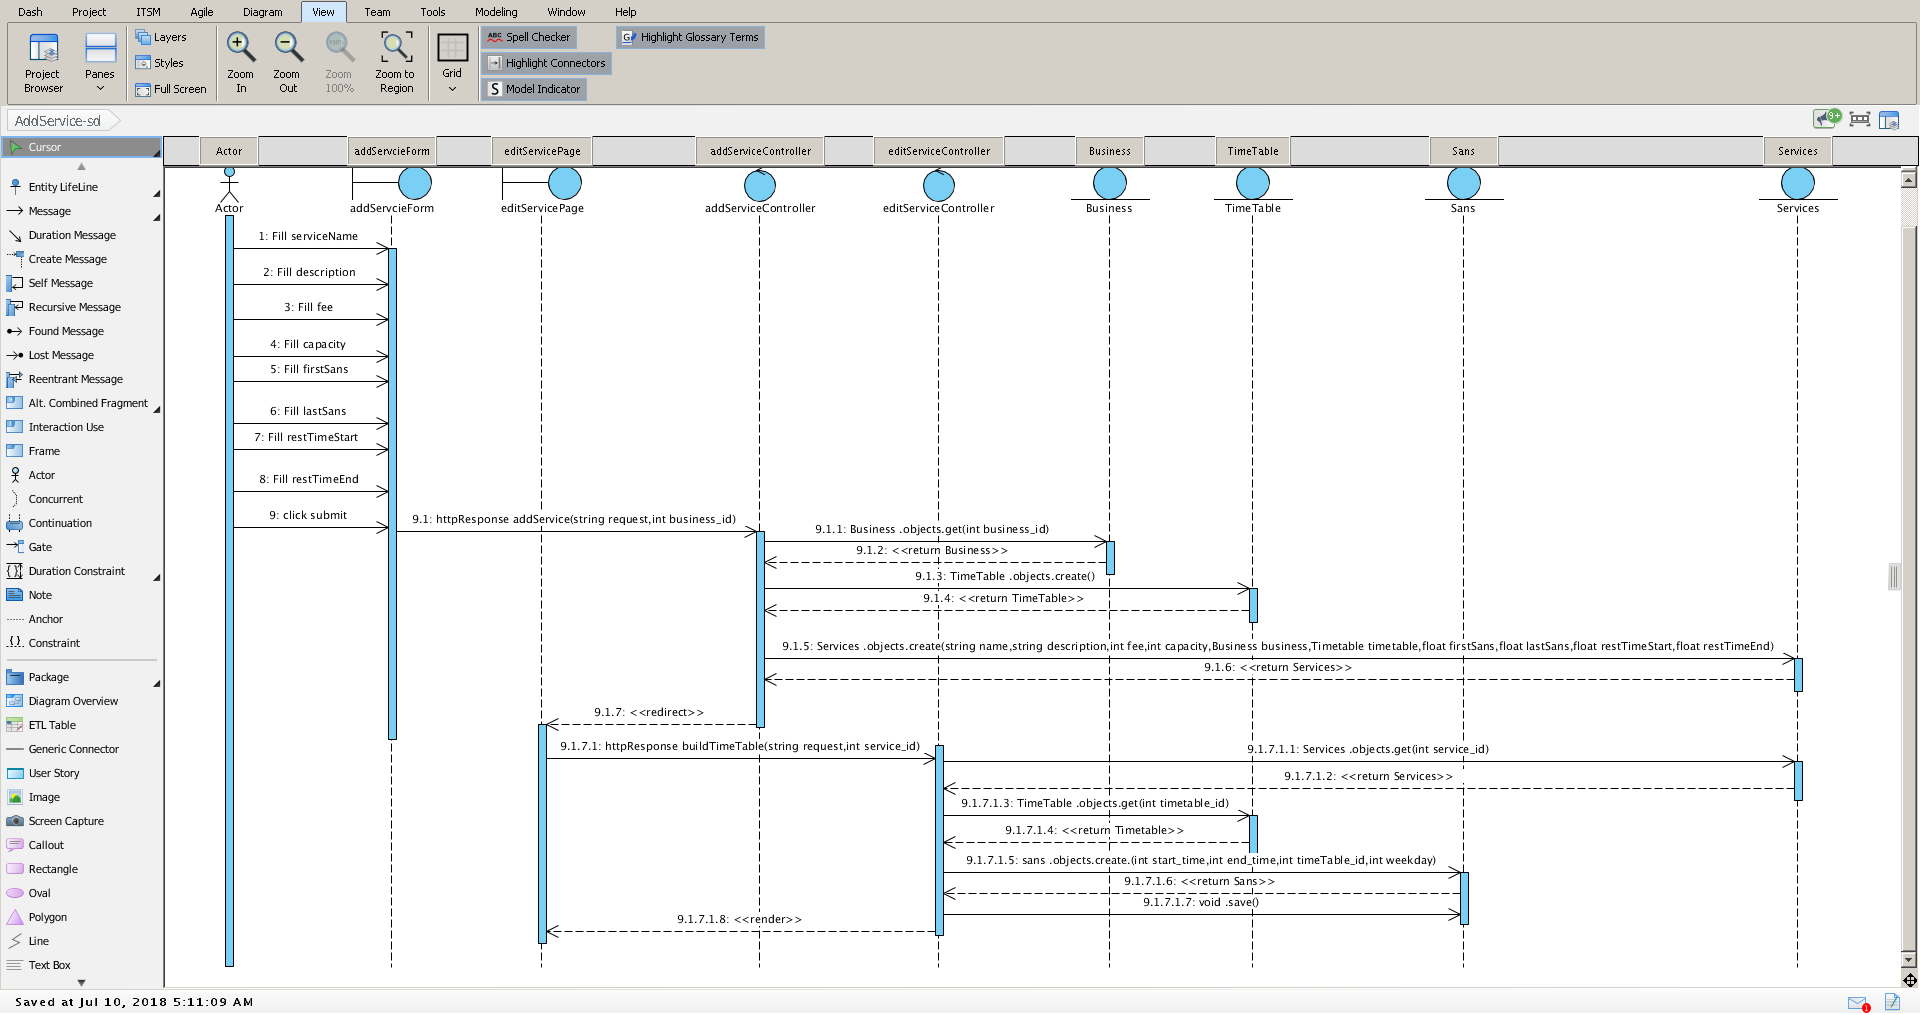 Dash Project ITSM Agile Diagram View Team Tools Modeling Window Help
Project Browser
Panes
Layers
Styles
Full Screen
Zoom In
Zoom Out
Zoom 100%
Zoom to Region
Grid
ABC Spell Checker
Highlight Connectors
S Model Indicator
G Highlight Glossary Terms
AddService-sd
9+
Cursor
Entity LifeLine
Message
Duration Message
Create Message
Self Message
Recursive Message
Found Message
Lost Message
Reentrant Message
Alt. Combined Fragment
Interaction Use
Frame
Actor
Concurrent
Continuation
Gate
Duration Constraint
Note
Anchor
{.} Constraint
Package
Diagram Overview
ETL Table
Generic Connector
User Story
Image
Screen Capture
Callout
Rectangle
Oval
Polygon
Line
Text Box
Actor addServcieForm editServicePage addServiceController editServiceController Business TimeTable Sans Services
Actor addServcieForm editServicePage addServiceController editServiceController Business TimeTable Sans Services
1: Fill serviceName
2: Fill description
3: Fill fee
4: Fill capacity
5: Fill firstSans
6: Fill lastSans
7: Fill restTimeStart
8: Fill restTimeEnd
9: click submit
9.1: httpResponse addService(string request,int business_id)
9.1.1: Business .objects.get(int business_id)
9.1.2: <<return Business>>
9.1.3: TimeTable .objects.create()
9.1.4: <<return TimeTable>>
9.1.5: Services .objects.create(string name,string description,int fee,int capacity,Business business,Timetable timetable,float firstSans,float lastSans,float restTimeStart,float restTimeEnd)
9.1.6: <<return Services>>
9.1.7: <<redirect>>
9.1.7.1: httpResponse buildTimeTable(string request,int service_id)
9.1.7.1.1: Services .objects.get(int service_id)
9.1.7.1.2: <<return Services>>
9.1.7.1.3: TimeTable .objects.get(int timetable_id)
9.1.7.1.4: <<return Timetable>>
9.1.7.1.5: sans .objects.create.(int start_time,int end_time,int timeTable_id,int weekday)
9.1.7.1.6: <<return Sans>>
9.1.7.1.7: void .save()
9.1.7.1.8: <<render>>
Saved at Jul 10, 2018 5:11:09 AM
1